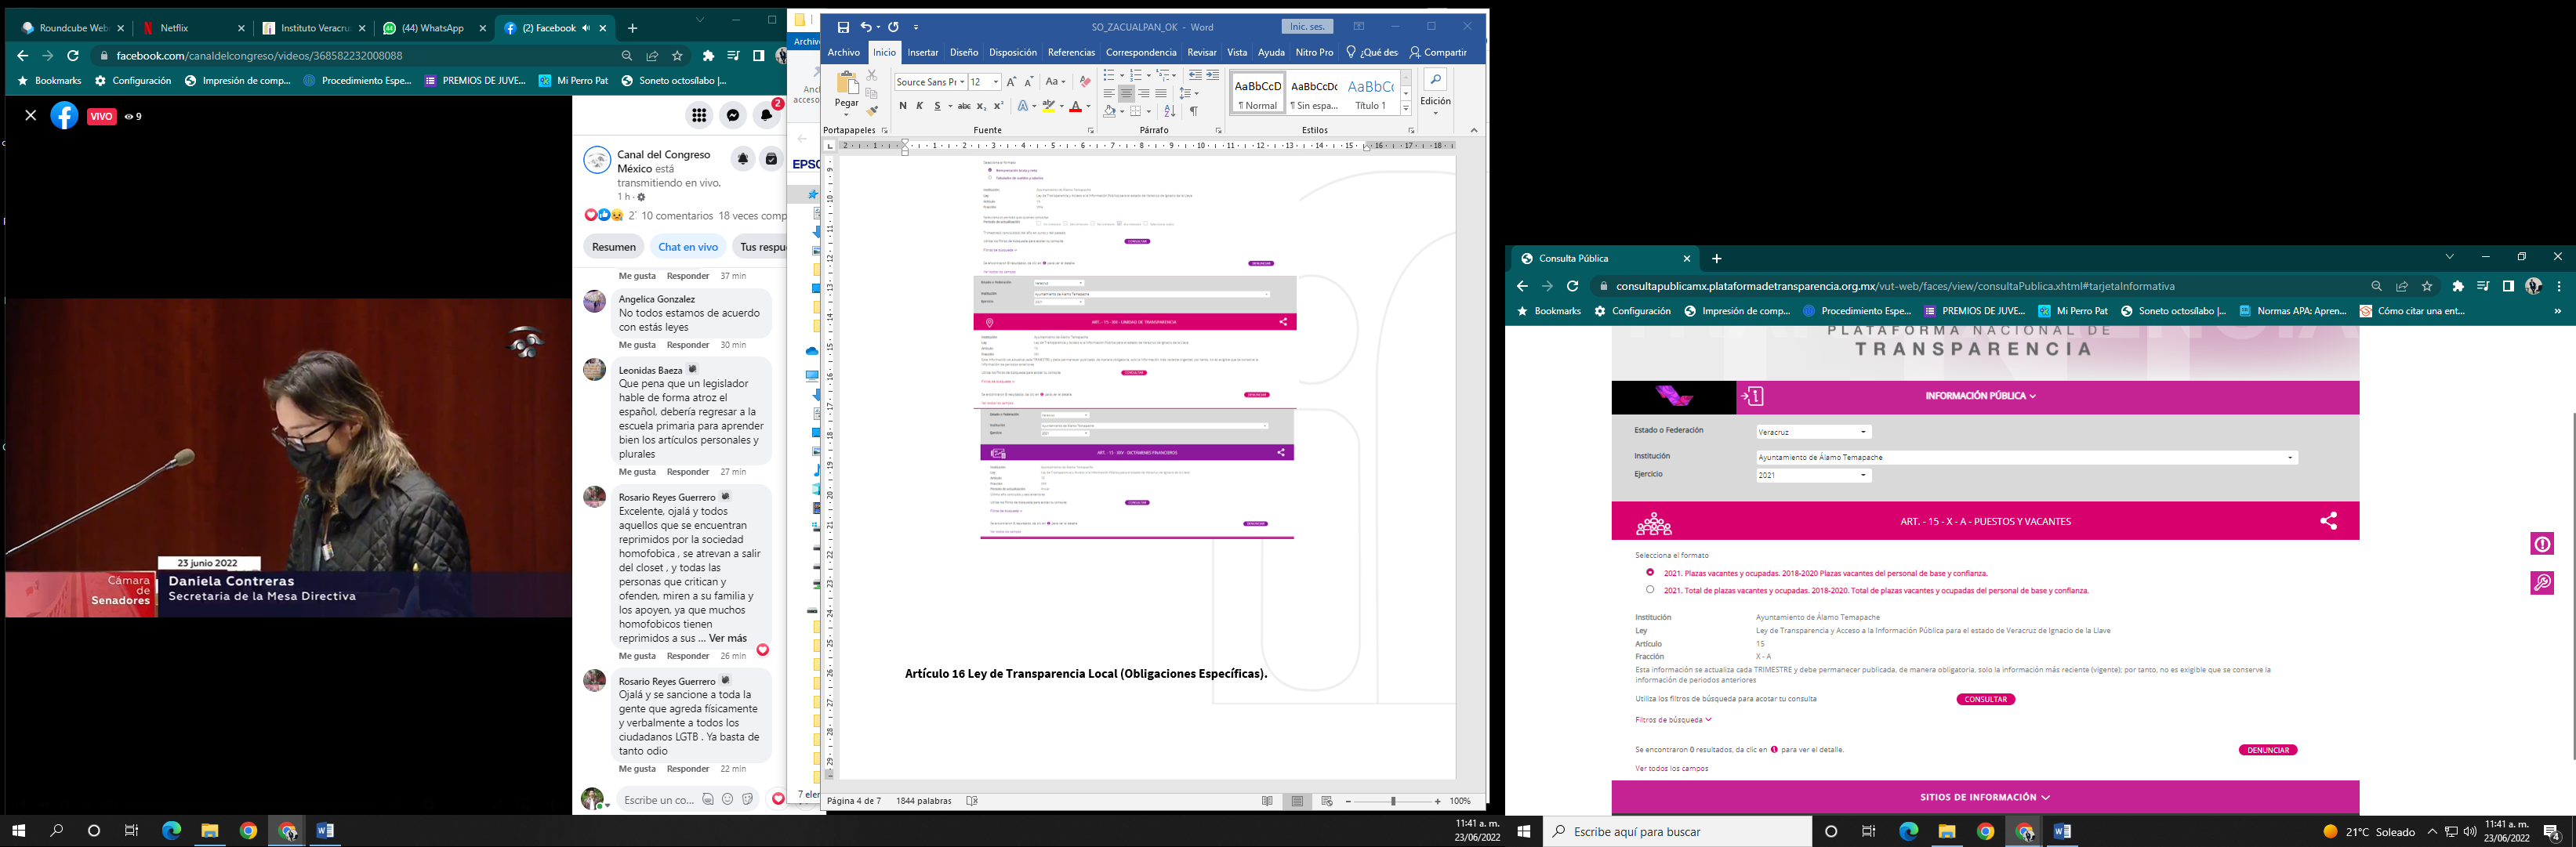 Roundcube Web
Netflix
Instituto Veracru
(44) WhatsApp
(2) Facebook
facebook.com/canaldelcongreso/videos/368582232008088
Bookmarks
Configuración
Impresión de comp...
Procedimiento Espe...
PREMIOS DE JUVE...
Mi Perro Pat
Soneto octosílabo |...
VIVO
9
23 junio 2022
Cámara
de
Senadores
Daniela Contreras
Secretaria de la Mesa Directiva
2
Canal del Congreso
México está
transmitiendo en vivo.
1 h
10 comentarios 18 veces comp
Resumen
Chat en vivo
Tus respu
Me gusta Responder 37 min
Angelica Gonzalez
No todos estamos de acuerdo
con estás leyes
Me gusta Responder 30 min
Leonidas Baeza
Que pena que un legislador
hable de forma atroz el
español, debería regresar a la
escuela primaria para aprender
bien los artículos personales y
plurales
Me gusta Responder 27 min
Rosario Reyes Guerrero
Excelente, ojalá y todos
aquellos que se encuentran
reprimidos por la sociedad
homofobica , se atrevan a salir
del closet , y todas las
personas que critican y
ofenden, miren a su familia y
los apoyen, ya que muchos
homofobicos tienen
reprimidos a sus ... Ver más
Me gusta Responder 26 min
Rosario Reyes Guerrero
Ojalá y se sancione a toda la
gente que agreda físicamente
y verbalmente a todos los
ciudadanos LGTB . Ya basta de
tanto odio
Me gusta Responder 22 min
Escribe un co...
Archivo
EPSO
7 eler
SO_ZACUALPAN_OK - Word
Inic. ses.
Archivo Inicio Insertar Diseño Disposición Referencias Correspondencia Revisar Vista Ayuda Nitro Pro ¿Qué des Compartir
Pegar
Source Sans Pr 12
N K S abc x₂ x²
AaBbCcD AaBbCcDc AaBbCc
¶ Normal ¶ Sin espa... Título 1
Edición
Portapapeles Fuente Párrafo Estilos
ART. - 15 - XIII - UNIDAD DE TRANSPARENCIA
ART. - 15 - XXV - DICTÁMENES FINANCIEROS
Artículo 16 Ley de Transparencia Local (Obligaciones Específicas).
Página 4 de 7 1844 palabras
100%
11:41 a. m.
23/06/2022
Consulta Pública
consultapublicamx.plataformadetransparencia.org.mx/vut-web/faces/view/consultaPublica.xhtml#tarjetaInformativa
Bookmarks
Configuración
Impresión de comp...
Procedimiento Espe...
PREMIOS DE JUVE...
Mi Perro Pat
Soneto octosílabo |...
Normas APA: Apren...
Cómo citar una ent...
PLATAFORMA NACIONAL DE
TRANSPARENCIA
INFORMACIÓN PÚBLICA
Estado o Federación Veracruz
Institución Ayuntamiento de Álamo Temapache
Ejercicio 2021
ART. - 15 - X - A - PUESTOS Y VACANTES
Selecciona el formato
2021. Plazas vacantes y ocupadas. 2018-2020 Plazas vacantes del personal de base y confianza.
2021. Total de plazas vacantes y ocupadas. 2018-2020. Total de plazas vacantes y ocupadas del personal de base y confianza.
Institución Ayuntamiento de Álamo Temapache
Ley Ley de Transparencia y Acceso a la Información Pública para el estado de Veracruz de Ignacio de la Llave
Artículo 15
Fracción X - A
Esta información se actualiza cada TRIMESTRE y debe permanecer publicada, de manera obligatoria, solo la información más reciente (vigente); por tanto, no es exigible que se conserve la
información de periodos anteriores
Utiliza los filtros de búsqueda para acotar tu consulta
CONSULTAR
Filtros de búsqueda
Se encontraron 0 resultados, da clic en para ver el detalle.
DENUNCIAR
Ver todos los campos
SITIOS DE INFORMACIÓN
Escribe aquí para buscar
21°C Soleado
11:41 a. m.
23/06/2022
4